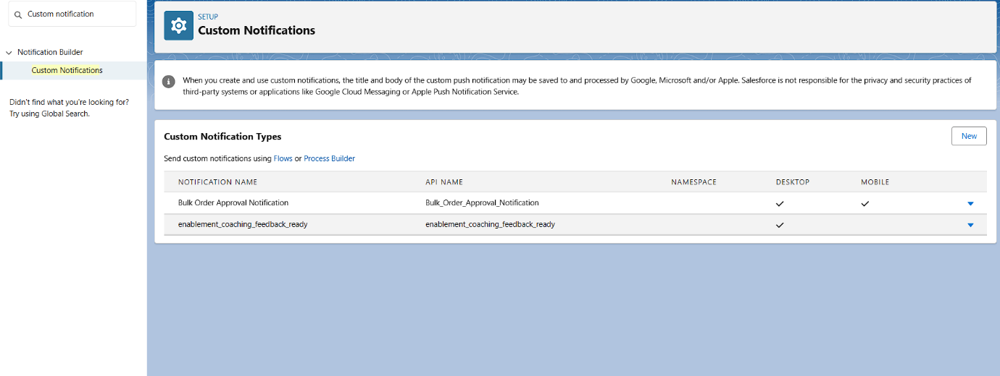 Custom notification
Notification Builder
Custom Notifications
Didn't find what you're looking for?
Try using Global Search.
SETUP
Custom Notifications
When you create and use custom notifications, the title and body of the custom push notification may be saved to and processed by Google, Microsoft and/or Apple. Salesforce is not responsible for the privacy and security practices of
third-party systems or applications like Google Cloud Messaging or Apple Push Notification Service.
Custom Notification Types
New
Send custom notifications using Flows or Process Builder
NOTIFICATION NAME API NAME NAMESPACE DESKTOP MOBILE
Bulk Order Approval Notification Bulk_Order_Approval_Notification
enablement_coaching_feedback_ready enablement_coaching_feedback_ready